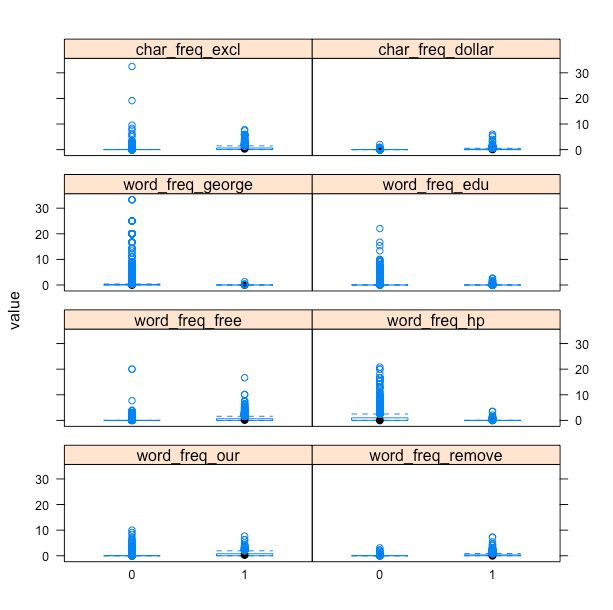 char_freq_excl char_freq_dollar
30
20
10
0
word_freq_george word_freq_edu
30
20
10
0
value
word_freq_free word_freq_hp
30
20
10
0
word_freq_our word_freq_remove
30
20
10
0
0 1 0 1